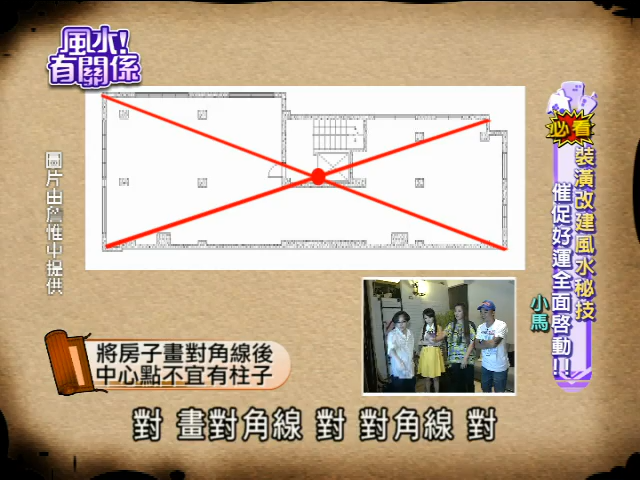 風水!
有關係
必看
裝潢改建風水秘技
催促好運全面啓動!!!
小馬
圖片由詹惟中提供
1
將房子畫對角線後
中心點不宜有柱子
對 畫對角線 對 對角線 對